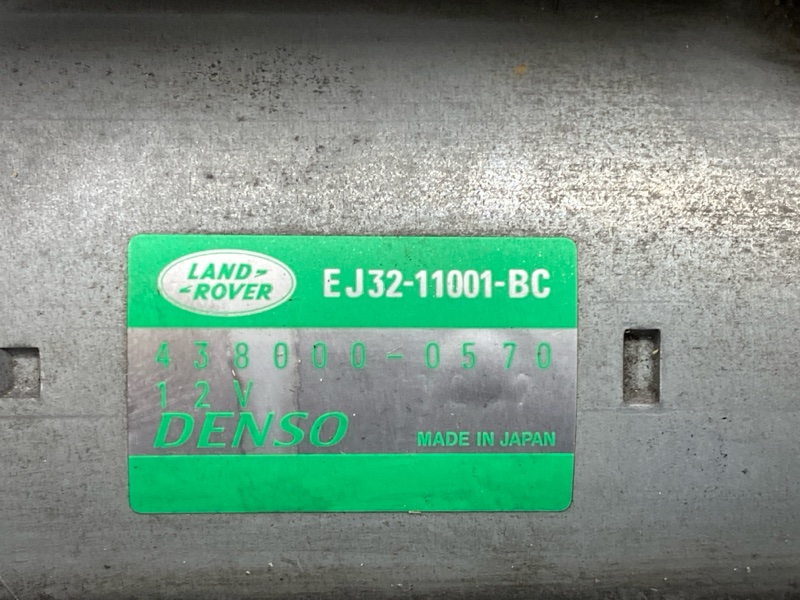 LAND-
-ROVER
EJ32-11001-BC
438000-0570
12V
DENSO
MADE IN JAPAN